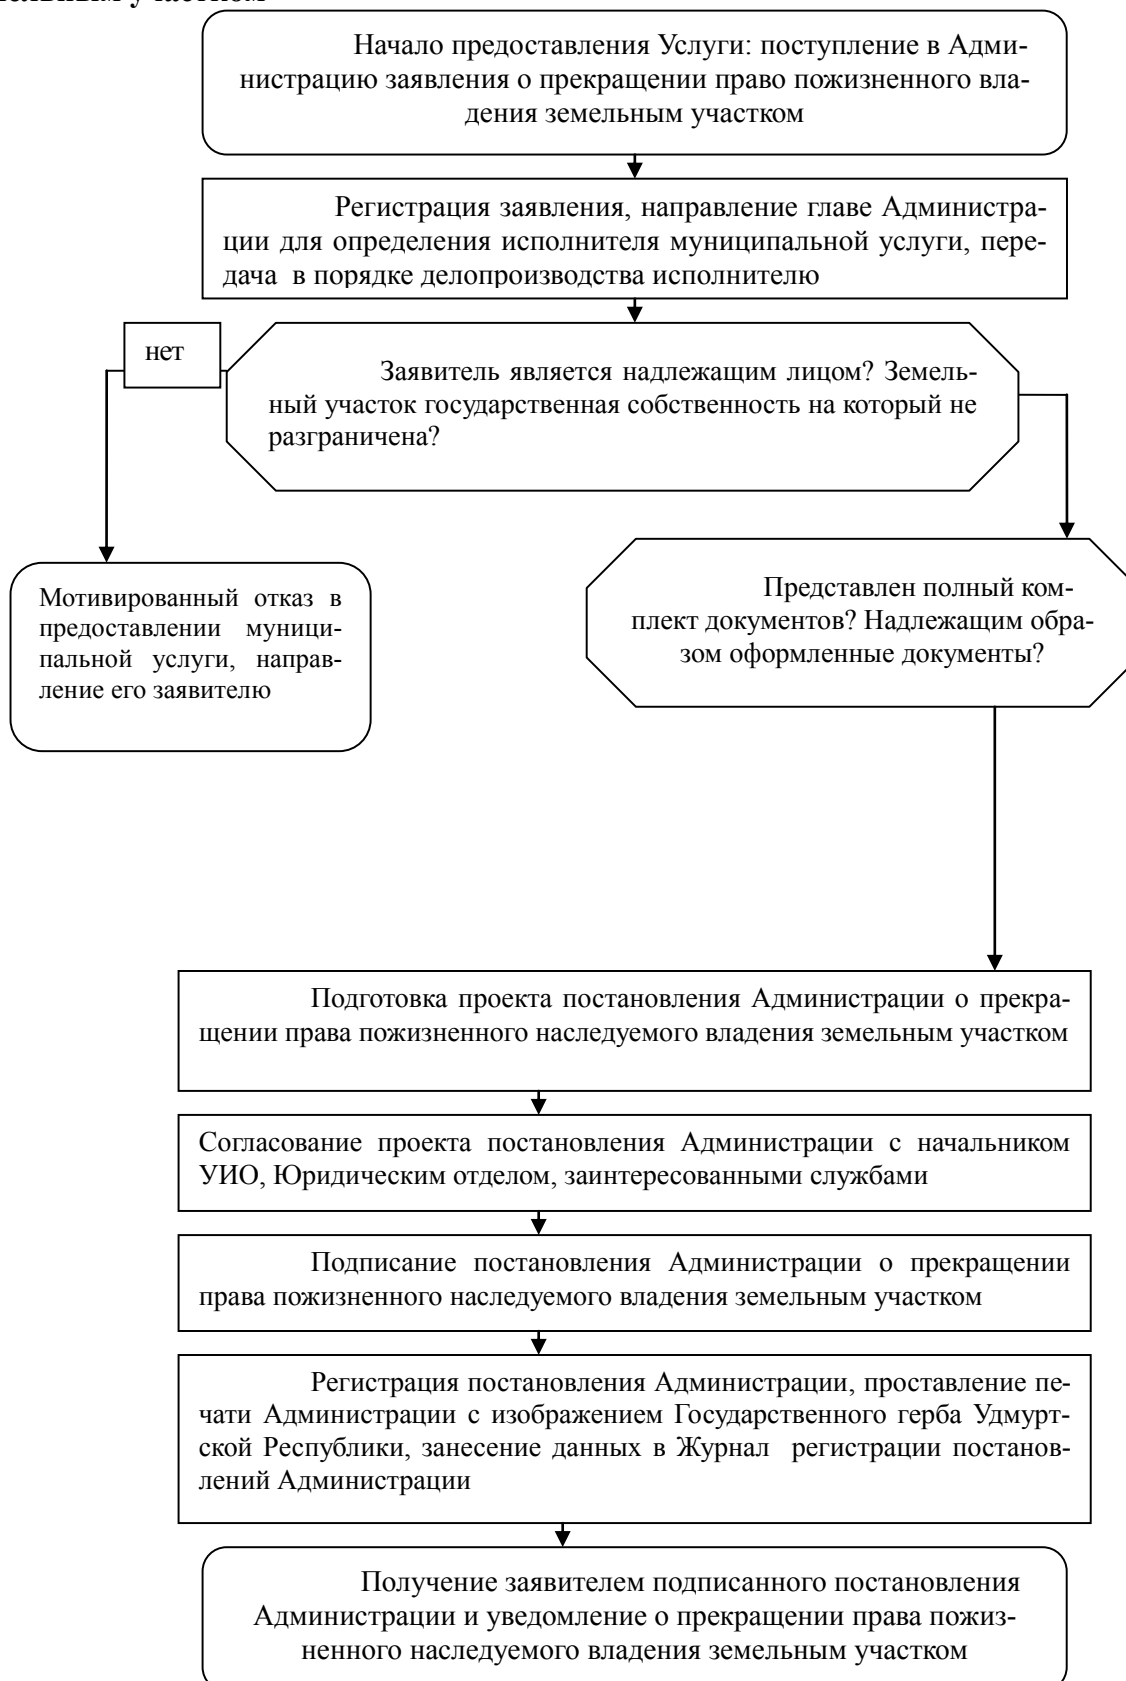 Начало предоставления Услуги: поступление в Адми-
нистрацию заявления о прекращении право пожизненного вла-
дения земельным участком
Регистрация заявления, направление главе Администра-
ции для определения исполнителя муниципальной услуги, пере-
дача в порядке делопроизводства исполнителю
нет
Заявитель является надлежащим лицом? Земель-
ный участок государственная собственность на который не
разграничена?
Представлен полный ком-
плект документов? Надлежащим обра-
зом оформленные документы?
Мотивированный отказ в
предоставлении муници-
пальной услуги, направ-
ление его заявителю
Подготовка проекта постановления Администрации о прекра-
щении права пожизненного наследуемого владения земельным участком
Согласование проекта постановления Администрации с начальником
УИО, Юридическим отделом, заинтересованными службами
Подписание постановления Администрации о прекращении
права пожизненного наследуемого владения земельным участком
Регистрация постановления Администрации, проставление пе-
чати Администрации с изображением Государственного герба Удмурт-
ской Республики, занесение данных в Журнал регистрации постанов-
лений Администрации
Получение заявителем подписанного постановления
Администрации и уведомление о прекращении права пожиз-
ненного наследуемого владения земельным участком